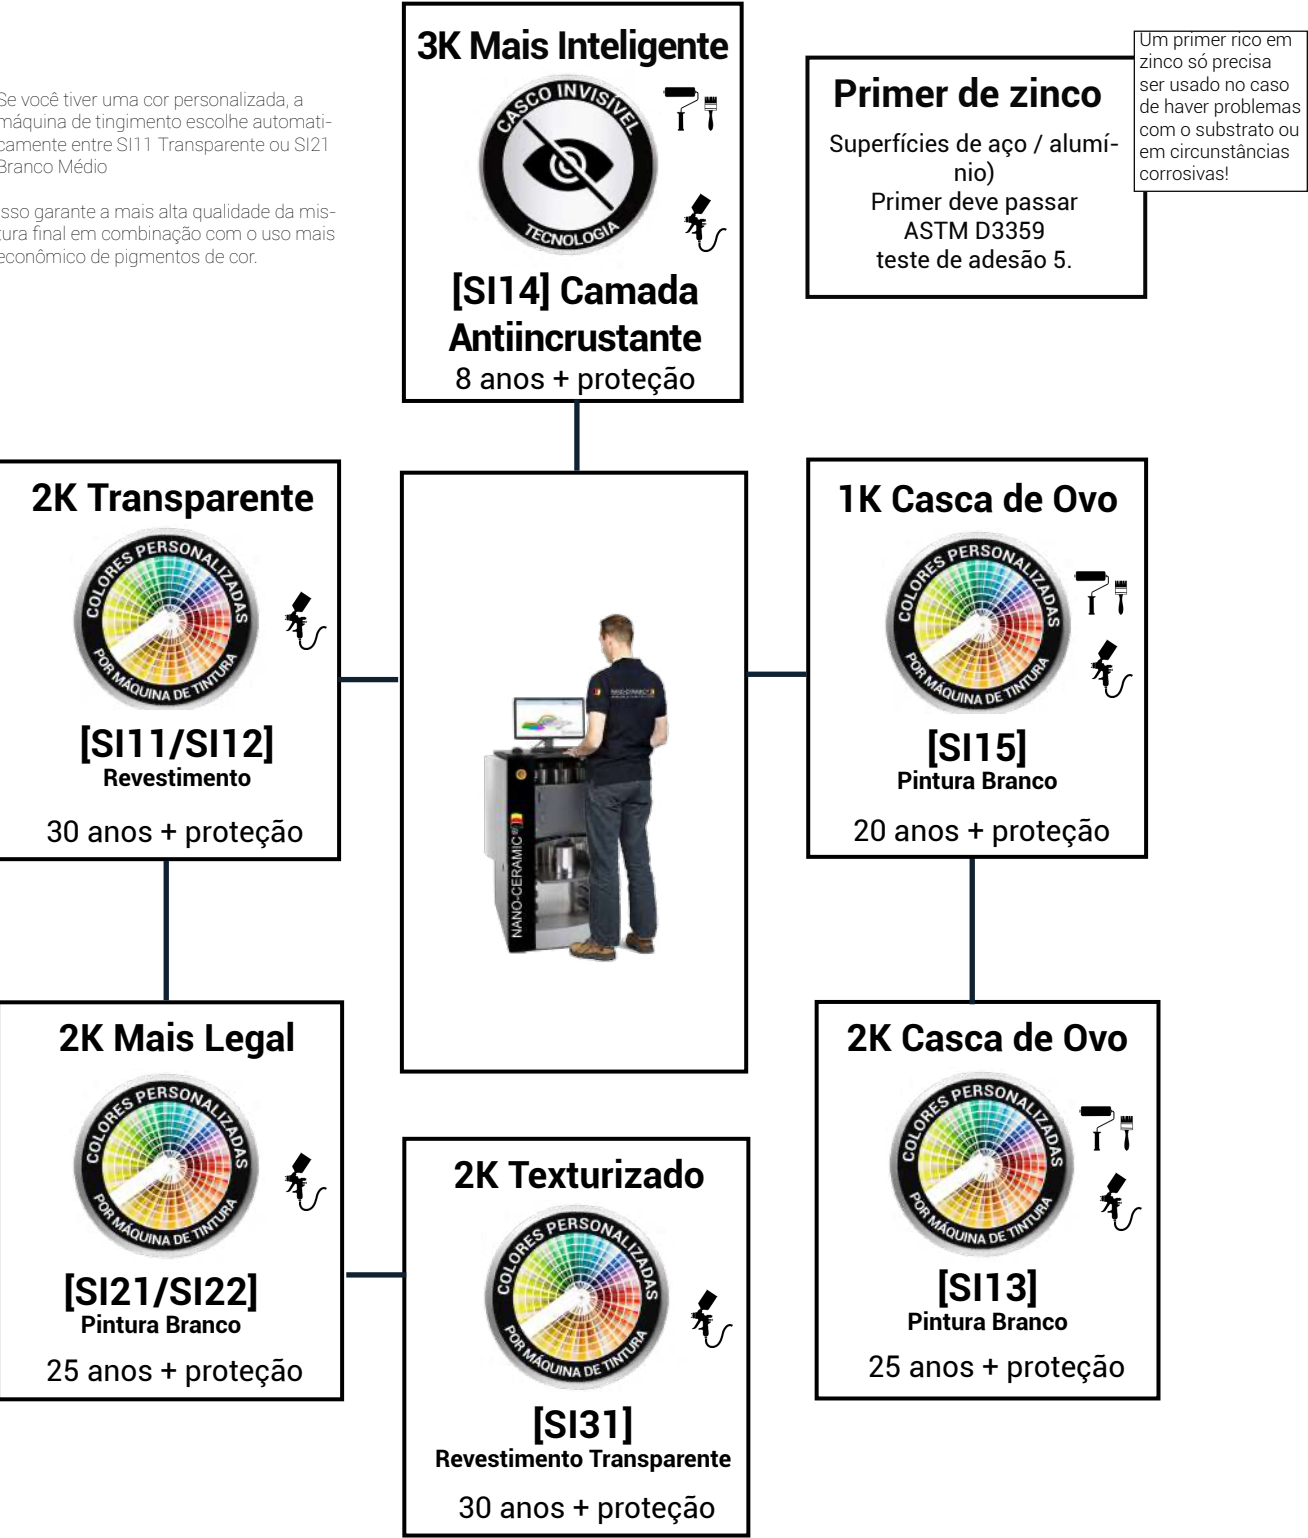 3K Mais Inteligente
CASCO INVISÍVEL
TECNOLOGIA
[SI14] Camada
Antiincrustante
8 anos + proteção
Se você tiver uma cor personalizada, a
máquina de tingimento escolhe automati-
camente entre SI11 Transparente ou SI21
Branco Médio
sso garante a mais alta qualidade da mis-
tura final em combinação com o uso mais
econômico de pigmentos de cor.
Primer de zinco
Superfícies de aço / alumí-
nio)
Primer deve passar
ASTM D3359
teste de adesão 5.
Um primer rico em
zinco só precisa
ser usado no caso
de haver problemas
com o substrato ou
em circunstâncias
corrosivas!
2K Transparente
COLORES PERSONALIZADAS
POR MÁQUINA DE TINTURA
[SI11/SI12]
Revestimento
30 anos + proteção
NANO-CERAMIC
1K Casca de Ovo
COLORES PERSONALIZADAS
POR MÁQUINA DE TINTURA
[SI15]
Pintura Branco
20 anos + proteção
2K Mais Legal
COLORES PERSONALIZADAS
POR MÁQUINA DE TINTURA
[SI21/SI22]
Pintura Branco
25 anos + proteção
2K Texturizado
COLORES PERSONALIZADAS
POR MÁQUINA DE TINTURA
[SI31]
Revestimento Transparente
30 anos + proteção
2K Casca de Ovo
COLORES PERSONALIZADAS
POR MÁQUINA DE TINTURA
[SI13]
Pintura Branco
25 anos + proteção